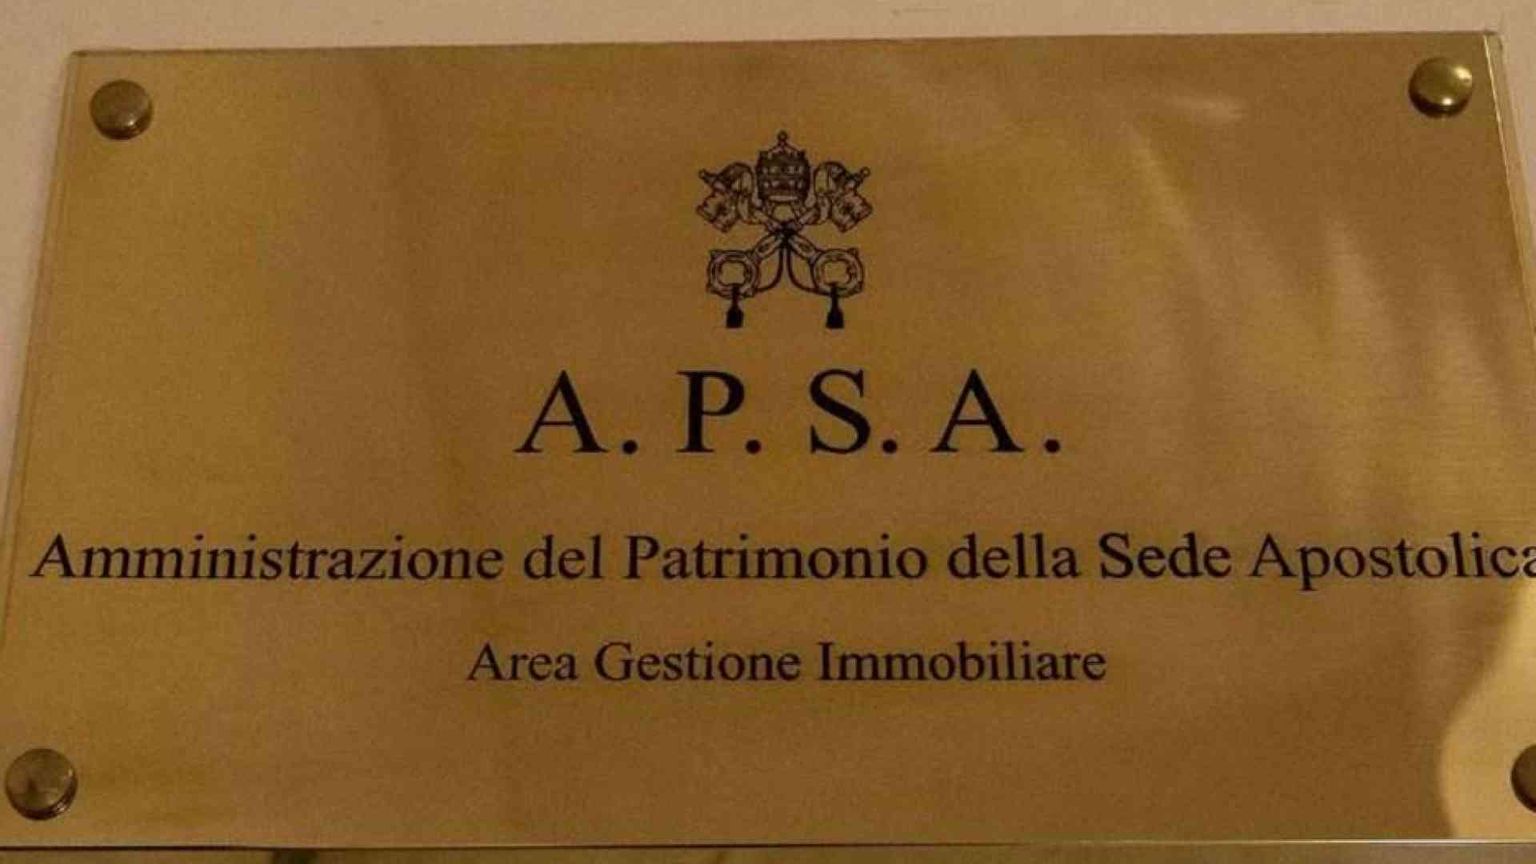 A. P. S. A.
Amministrazione del Patrimonio della Sede Apostolica
Area Gestione Immobiliare